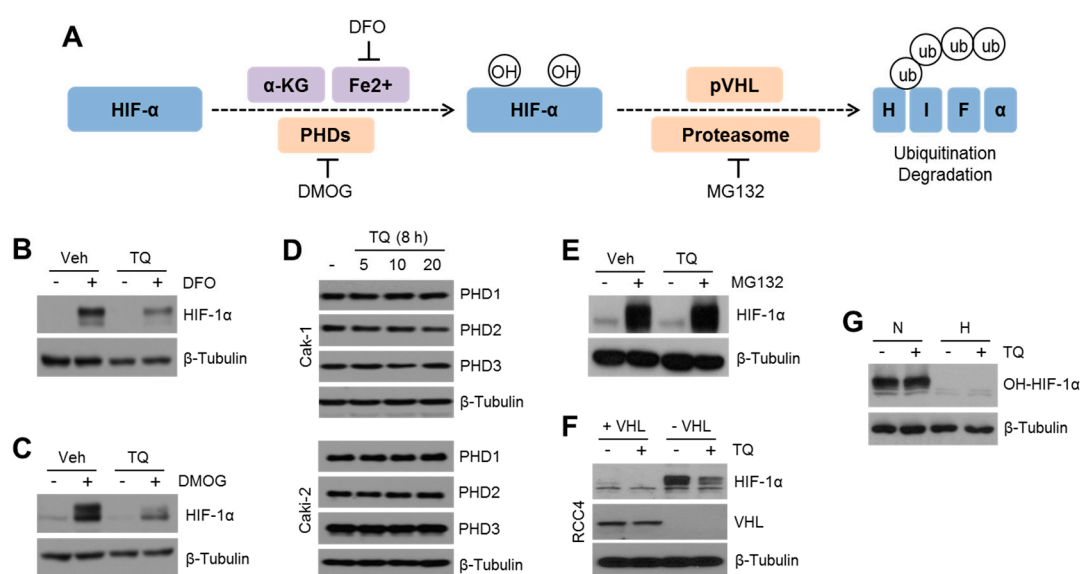 A
DFO
OH OH
ub ub ub ub
α-KG Fe2+
pVHL
HIF-α
HIF-α
H I F α
PHDs
Proteasome
DMOG
MG132
Ubiquitination
Degradation
B
Veh TQ
- + - +
DFO
HIF-1α
β-Tubulin
C
Veh TQ
- + - +
DMOG
HIF-1α
β-Tubulin
D
TQ (8 h)
- 5 10 20
Cak-1
PHD1
PHD2
PHD3
β-Tubulin
Caki-2
PHD1
PHD2
PHD3
β-Tubulin
E
Veh TQ
- + - +
MG132
HIF-1α
β-Tubulin
F
+ VHL - VHL
- + - +
TQ
RCC4
HIF-1α
VHL
β-Tubulin
G
N H
- + - +
TQ
OH-HIF-1α
β-Tubulin